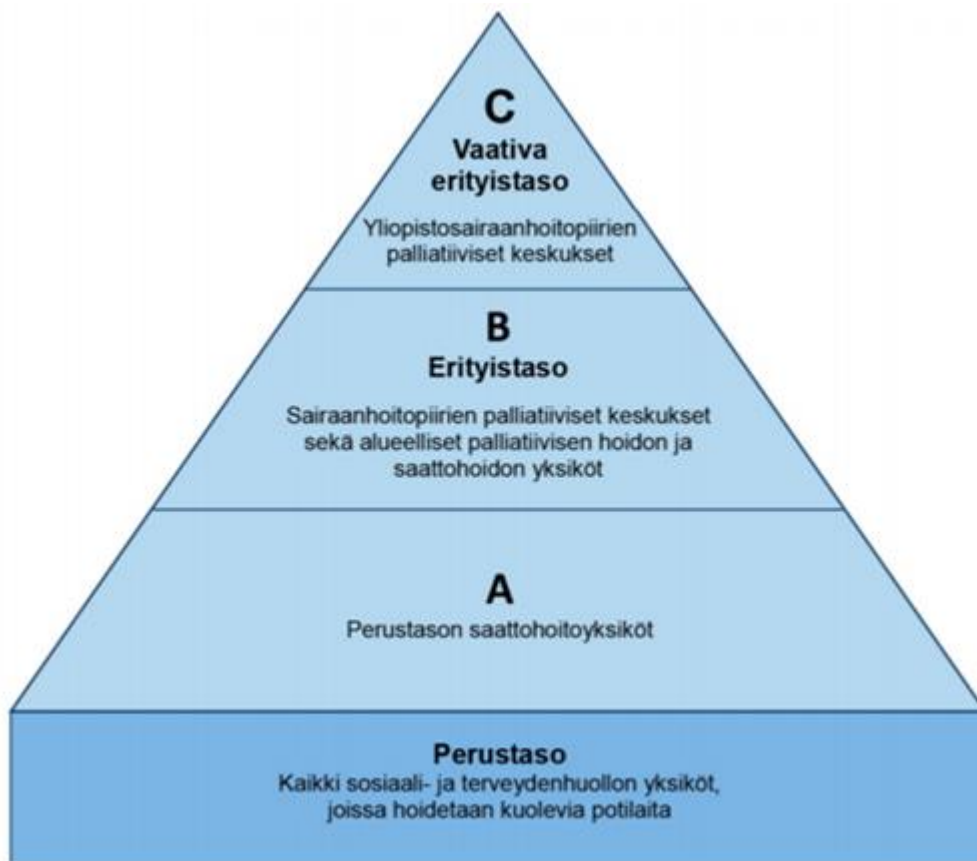 C
Vaativa
erityistaso
Yliopistosairaanhoitopiirien
palliatiiviset keskukset
B
Erityistaso
Sairaanhoitopiirien palliatiiviset keskukset
sekä alueelliset palliatiivisen hoidon ja
saattohoidon yksiköt
A
Perustason saattohoitoyksiköt
Perustaso
Kaikki sosiaali- ja terveydenhuollon yksiköt,
joissa hoidetaan kuolevia potilaita